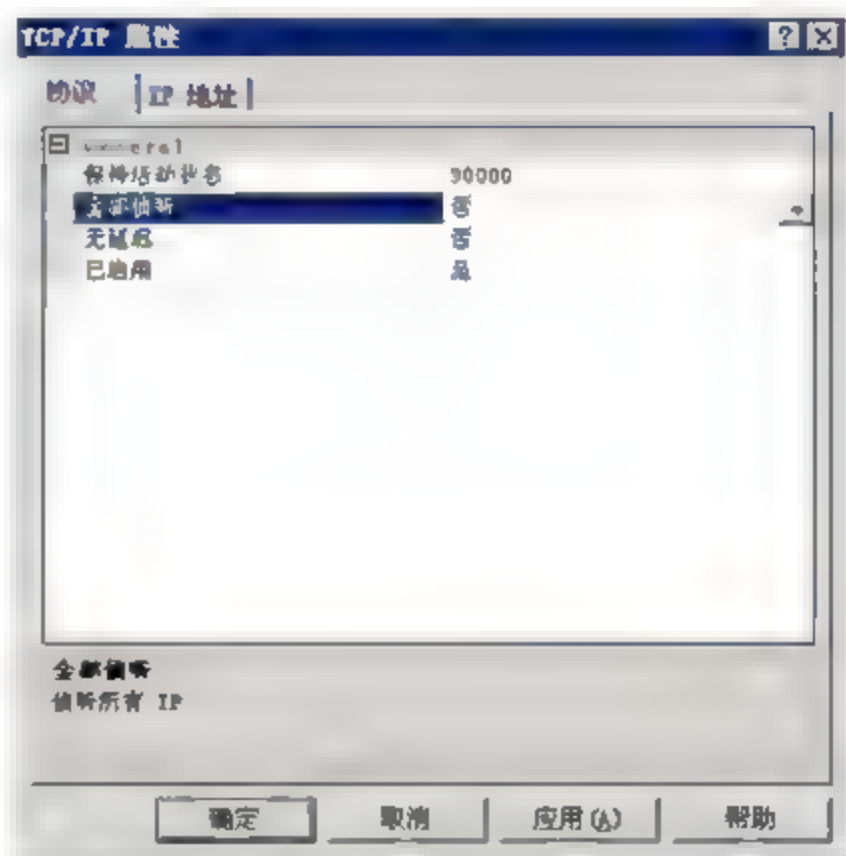 TCP/IP 属性
协议 IP 地址
General
保持活动状态 30000
全部侦听 否
无延迟 否
已启用 是
全部侦听
侦听所有 IP
确定 取消 应用(A) 帮助